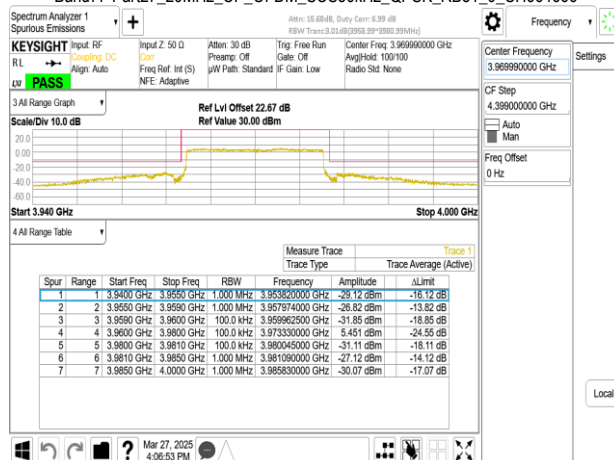 Spectrum Analyzer 1
Spurious Emissions
Attn: 15.68dB, Duty Corr: 6.99 dB
RBW Trans:3.01dB(3958.99~3980.99MHz)
Frequency
KEYSIGHT
RL
PASS
Input: RF
Coupling: DC
Align: Auto
Input Z: 50 Ω
Corr
Freq Ref: Int (S)
NFE: Adaptive
Atten: 30 dB
Preamp: Off
µW Path: Standard
Trig: Free Run
Gate: Off
IF Gain: Low
Center Freq: 3.969990000 GHz
Avg|Hold: 100/100
Radio Std: None
Center Frequency
3.969990000 GHz
Settings
CF Step
4.399000000 GHz
Auto
Man
Freq Offset
0 Hz
3 All Range Graph
Scale/Div 10.0 dB
Ref Lvl Offset 22.67 dB
Ref Value 30.00 dBm
20.0
0.00
-20.0
-40.0
-60.0
Start 3.940 GHz
Stop 4.000 GHz
4 All Range Table
Measure Trace Trace 1
Trace Type Trace Average (Active)
Spur Range Start Freq Stop Freq RBW Frequency Amplitude ΔLimit
1 1 3.9400 GHz 3.9550 GHz 1.000 MHz 3.953820000 GHz -29.12 dBm -16.12 dB
2 2 3.9550 GHz 3.9590 GHz 1.000 MHz 3.957974000 GHz -26.82 dBm -13.82 dB
3 3 3.9590 GHz 3.9600 GHz 100.0 kHz 3.959962500 GHz -31.85 dBm -18.85 dB
4 4 3.9600 GHz 3.9800 GHz 100.0 kHz 3.973330000 GHz 5.451 dBm -24.55 dB
5 5 3.9800 GHz 3.9810 GHz 100.0 kHz 3.980045000 GHz -31.11 dBm -18.11 dB
6 6 3.9810 GHz 3.9850 GHz 1.000 MHz 3.981090000 GHz -27.12 dBm -14.12 dB
7 7 3.9850 GHz 4.0000 GHz 1.000 MHz 3.985830000 GHz -30.07 dBm -17.07 dB
Local
Mar 27, 2025
4:06:53 PM